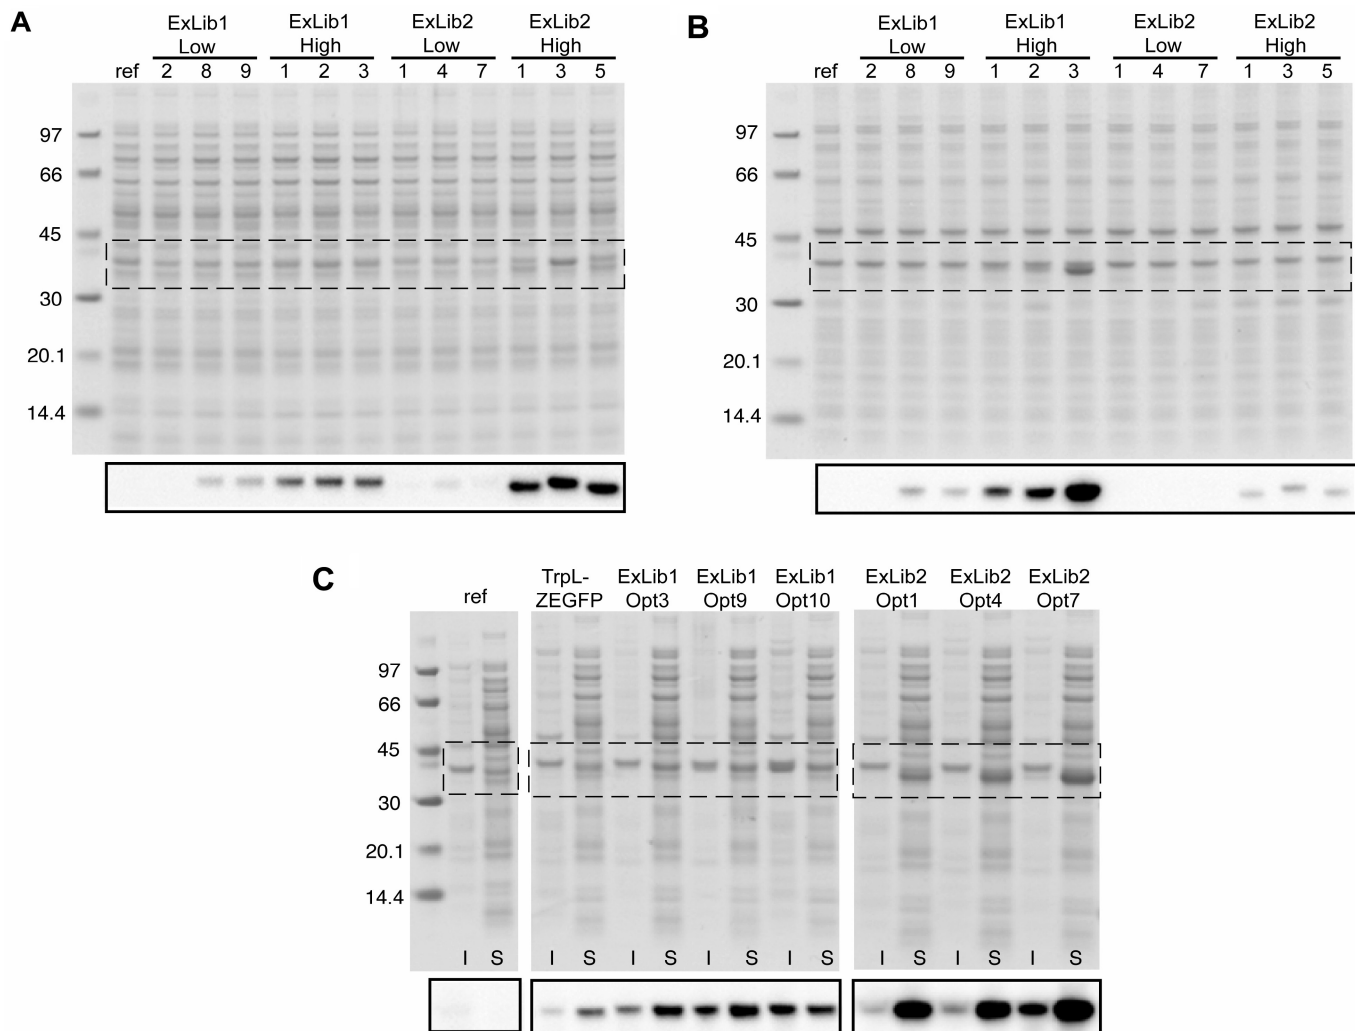 A
ExLib1 ExLib1 ExLib2 ExLib2
Low High Low High
ref 2 8 9 1 2 3 1 4 7 1 3 5
97
66
45
30
20.1
14.4
B
ExLib1 ExLib1 ExLib2 ExLib2
Low High Low High
ref 2 8 9 1 2 3 1 4 7 1 3 5
97
66
45
30
20.1
14.4
C
ref
TrpL- ExLib1 ExLib1 ExLib1 ExLib2 ExLib2 ExLib2
ZEGFP Opt3 Opt9 Opt10 Opt1 Opt4 Opt7
97
66
45
30
20.1
14.4
I S I S I S I S I S I S I S I S